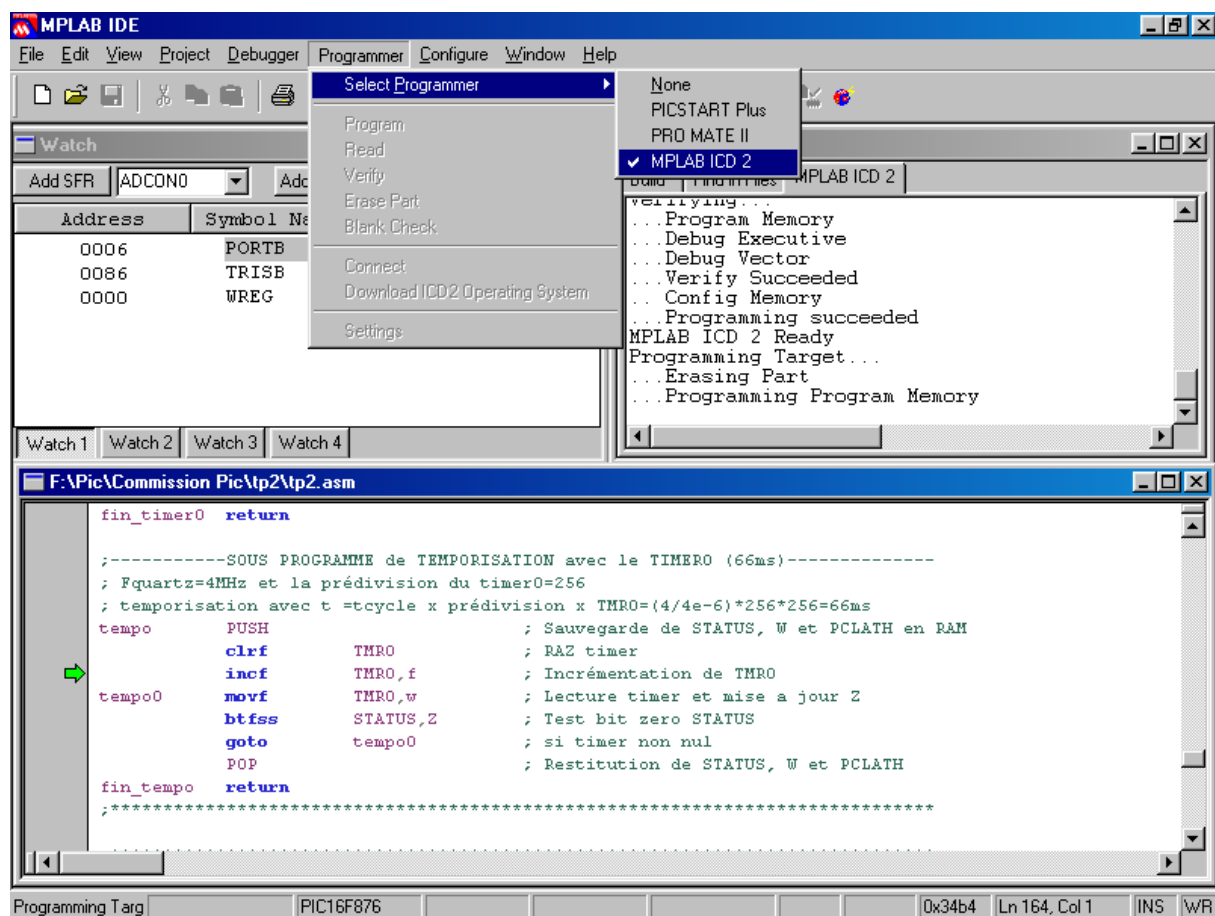 MPLAB IDE
File Edit View Project Debugger Programmer Configure Window Help
Select Programmer
Program
Read
Verify
Erase Part
Blank Check
Connect
Download ICD2 Operating System
Settings
None
PICSTART Plus
PRO MATE II
MPLAB ICD 2
Watch
Add SFR ADCON0
Address Symbol
0006 PORTB
0086 TRISB
0000 WREG
Watch 1 Watch 2 Watch 3 Watch 4
Build Find in Files MPLAB ICD 2
Verifying...
...Program Memory
...Debug Executive
...Debug Vector
...Verify Succeeded
.. Config Memory
...Programming succeeded
MPLAB ICD 2 Ready
Programming Target...
...Erasing Part
...Programming Program Memory
F:\Pic\Commission Pic\tp2\tp2.asm
fin_timer0 return
;-----------SOUS PROGRAMME de TEMPORISATION avec le TIMER0 (66ms)--------------
; Fquartz=4MHz et la prédivision du timer0=256
; temporisation avec t =tcycle x prédivision x TMR0=(4/4e-6)*256*256=66ms
tempo PUSH ; Sauvegarde de STATUS, W et PCLATH en RAM
clrf TMR0 ; RAZ timer
incf TMR0,f ; Incrémentation de TMR0
tempo0 movf TMR0,w ; Lecture timer et mise a jour Z
btfss STATUS,Z ; Test bit zero STATUS
goto tempo0 ; si timer non nul
POP ; Restitution de STATUS, W et PCLATH
fin_tempo return
;*******************************************************************************
Programming Targ PIC16F876 0x34b4 Ln 164, Col 1 INS WR